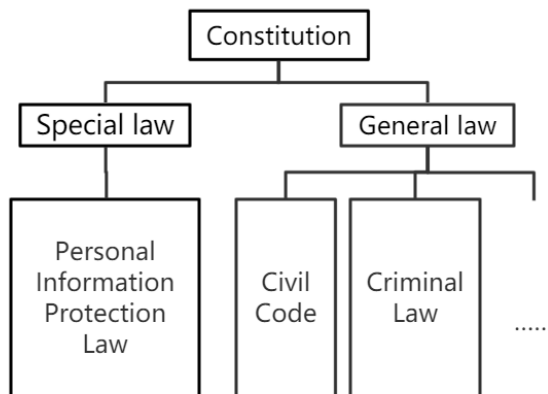 Constitution
Special law
General law
Personal
Information
Protection
Law
Civil
Code
Criminal
Law
.....